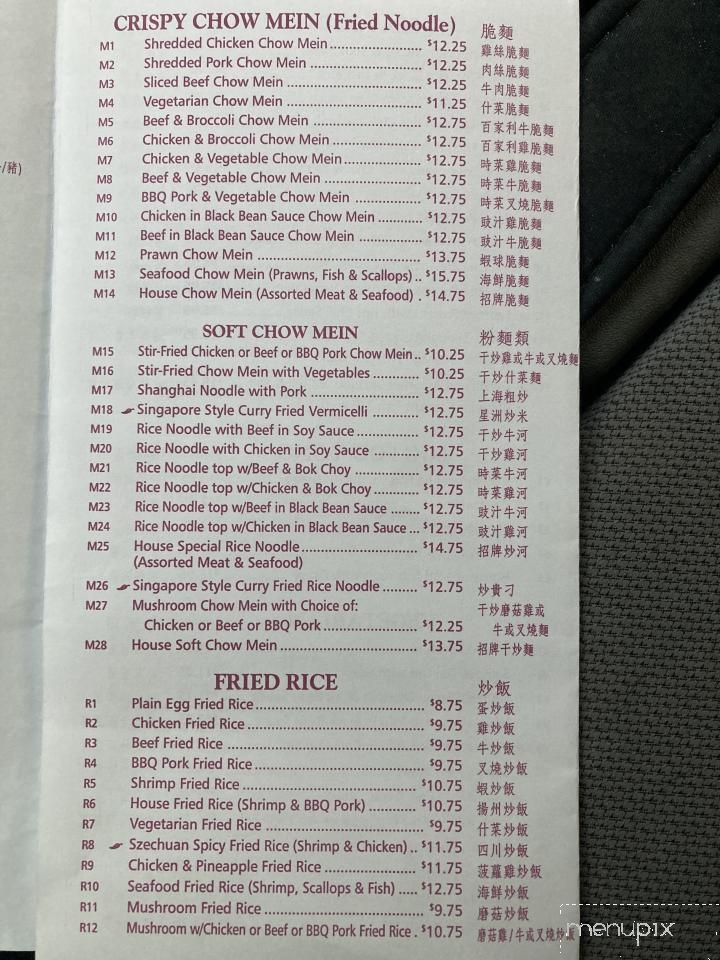 /豬)
CRISPY CHOW MEIN (Fried Noodle) 脆麵
M1 Shredded Chicken Chow Mein $12.25 雞絲脆麵
M2 Shredded Pork Chow Mein $12.25 肉絲脆麵
M3 Sliced Beef Chow Mein $12.25 牛肉脆麵
M4 Vegetarian Chow Mein $11.25 什菜脆麵
M5 Beef & Broccoli Chow Mein $12.75 百家利牛脆麵
M6 Chicken & Broccoli Chow Mein $12.75 百家利雞脆麵
M7 Chicken & Vegetable Chow Mein $12.75 時菜雞脆麵
M8 Beef & Vegetable Chow Mein $12.75 時菜牛脆麵
M9 BBQ Pork & Vegetable Chow Mein $12.75 時菜叉燒脆麵
M10 Chicken in Black Bean Sauce Chow Mein $12.75 豉汁雞脆麵
M11 Beef in Black Bean Sauce Chow Mein $12.75 豉汁牛脆麵
M12 Prawn Chow Mein $13.75 蝦球脆麵
M13 Seafood Chow Mein (Prawns, Fish & Scallops) $15.75 海鮮脆麵
M14 House Chow Mein (Assorted Meat & Seafood) $14.75 招牌脆麵
SOFT CHOW MEIN 粉麵類
M15 Stir-Fried Chicken or Beef or BBQ Pork Chow Mein $10.25 干炒雞或牛或叉燒麵
M16 Stir-Fried Chow Mein with Vegetables $10.25 干炒什菜麵
M17 Shanghai Noodle with Pork $12.75 上海粗炒
M18 Singapore Style Curry Fried Vermicelli $12.75 星洲炒米
M19 Rice Noodle with Beef in Soy Sauce $12.75 干炒牛河
M20 Rice Noodle with Chicken in Soy Sauce $12.75 干炒雞河
M21 Rice Noodle top w/Beef & Bok Choy $12.75 時菜牛河
M22 Rice Noodle top w/Chicken & Bok Choy $12.75 時菜雞河
M23 Rice Noodle top w/Beef in Black Bean Sauce $12.75 豉汁牛河
M24 Rice Noodle top w/Chicken in Black Bean Sauce $12.75 豉汁雞河
M25 House Special Rice Noodle $14.75 招牌炒河
(Assorted Meat & Seafood)
M26 Singapore Style Curry Fried Rice Noodle $12.75 炒貴刁
M27 Mushroom Chow Mein with Choice of: 干炒磨菇雞或
Chicken or Beef or BBQ Pork $12.25 牛或叉燒麵
M28 House Soft Chow Mein $13.75 招牌干炒麵
FRIED RICE 炒飯
R1 Plain Egg Fried Rice $8.75 蛋炒飯
R2 Chicken Fried Rice $9.75 雞炒飯
R3 Beef Fried Rice $9.75 牛炒飯
R4 BBQ Pork Fried Rice $9.75 叉燒炒飯
R5 Shrimp Fried Rice $10.75 蝦炒飯
R6 House Fried Rice (Shrimp & BBQ Pork) $10.75 揚州炒飯
R7 Vegetarian Fried Rice $9.75 什菜炒飯
R8 Szechuan Spicy Fried Rice (Shrimp & Chicken) $11.75 四川炒飯
R9 Chicken & Pineapple Fried Rice $11.75 菠蘿雞炒飯
R10 Seafood Fried Rice (Shrimp, Scallops & Fish) $12.75 海鮮炒飯
R11 Mushroom Fried Rice $9.75 磨菇炒飯
R12 Mushroom w/Chicken or Beef or BBQ Pork Fried Rice $10.75 磨菇雞/牛或叉燒炒
menupix